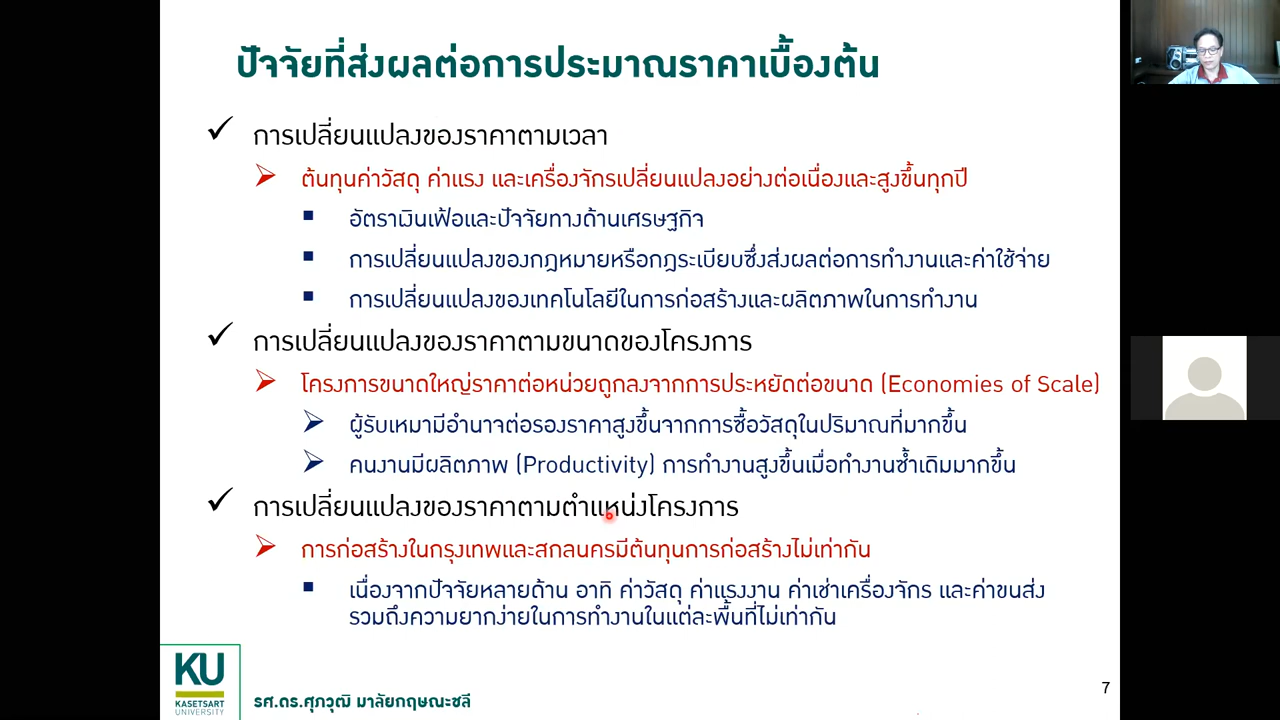 ปัจจัยที่ส่งผลต่อการประมาณราคาเบื้องต้น
การเปลี่ยนแปลงของราคาตามเวลา
ต้นทุนค่าวัสดุ ค่าแรง และเครื่องจักรเปลี่ยนแปลงอย่างต่อเนื่องและสูงขึ้นทุกปี
อัตราเงินเฟ้อและปัจจัยทางด้านเศรษฐกิจ
การเปลี่ยนแปลงของกฎหมายหรือกฎระเบียบซึ่งส่งผลต่อการทำงานและค่าใช้จ่าย
การเปลี่ยนแปลงของเทคโนโลยีในการก่อสร้างและผลิตภาพในการทำงาน
การเปลี่ยนแปลงของราคาตามขนาดของโครงการ
โครงการขนาดใหญ่ราคาต่อหน่วยถูกลงจากการประหยัดต่อขนาด (Economies of Scale)
ผู้รับเหมามีอำนาจต่อรองราคาสูงขึ้นจากการซื้อวัสดุในปริมาณที่มากขึ้น
คนงานมีผลิตภาพ (Productivity) การทำงานสูงขึ้นเมื่อทำงานซ้ำเดิมมากขึ้น
การเปลี่ยนแปลงของราคาตามตำแหน่งโครงการ
การก่อสร้างในกรุงเทพและสกลนครมีต้นทุนการก่อสร้างไม่เท่ากัน
เนื่องจากปัจจัยหลายด้าน อาทิ ค่าวัสดุ ค่าแรงงาน ค่าเช่าเครื่องจักร และค่าขนส่ง
รวมถึงความยากง่ายในการทำงานในแต่ละพื้นที่ไม่เท่ากัน
KU
KASETSART
UNIVERSITY
รศ.ดร.ศุภวุฒิ มาลัยกฤษณะชลี
7